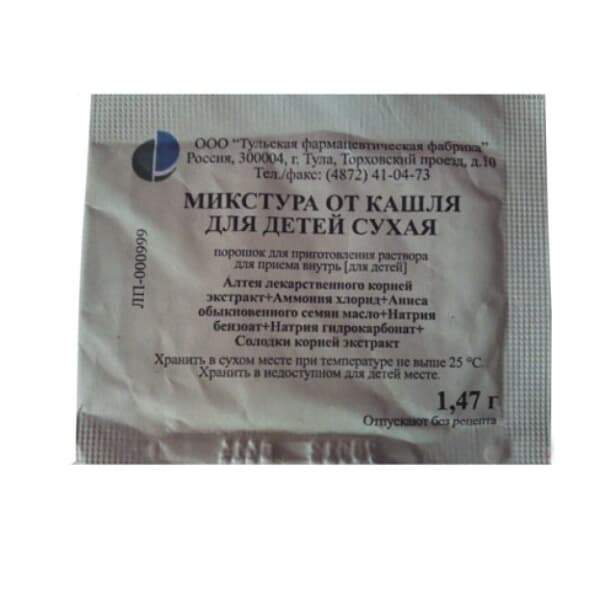 ООО "Тульская фармацевтическая фабрика"
Россия, 300004, г. Тула, Торховский проезд, д.10
Тел./факс: (4872) 41-04-73
МИКСТУРА ОТ КАШЛЯ
ДЛЯ ДЕТЕЙ СУХАЯ
порошок для приготовления раствора
для приема внутрь [для детей]
Алтея лекарственного корней
экстракт+Аммония хлорид+Аниса
обыкновенного семян масло+Натрия
бензоат+Натрия гидрокарбонат+
Солодки корней экстракт
Хранить в сухом месте при температуре не выше 25 °С.
Хранить в недоступном для детей месте.
1,47 г
Отпускают без рецепта
ЛП-000999